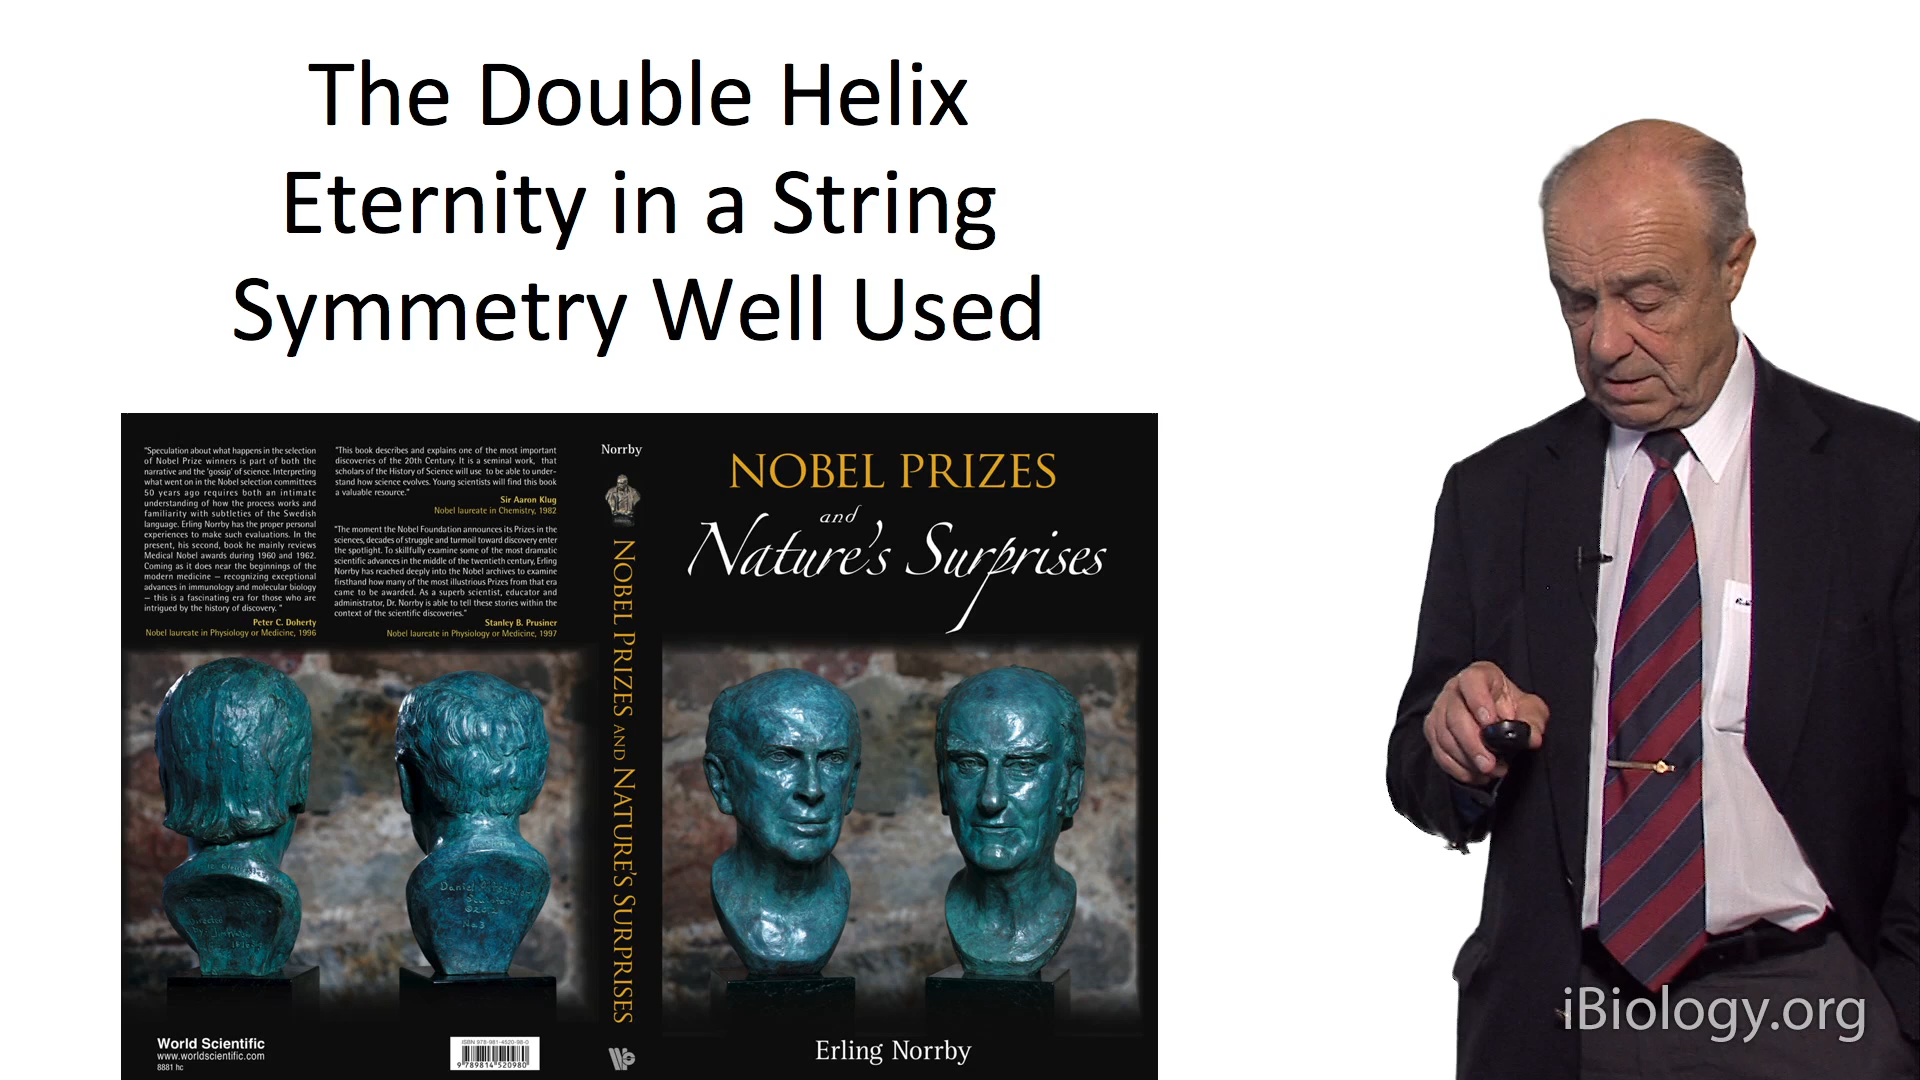 The Double Helix
Eternity in a String
Symmetry Well Used
"Speculation about what happens in the selection
of Nobel Prize winners is part of both the
narrative and the 'gossip' of science. Interpreting
what went on in the Nobel selection committees
50 years ago requires both an intimate
understanding of how the process works and
familiarity with subtleties of the Swedish
language. Erling Norrby has the proper personal
experiences to make such evaluations. In the
present, his second, book he mainly reviews
Medical Nobel awards during 1960 and 1962.
Coming as it does near the beginnings of the
modern medicine — recognizing exceptional
advances in immunology and molecular biology
— this is a fascinating era for those who are
intrigued by the history of discovery. "
Peter C. Doherty
Nobel laureate in Physiology or Medicine, 1996
"This book describes and explains one of the most important
discoveries of the 20th Century. It is a seminal work, that
scholars of the History of Science will use to be able to under-
stand how science evolves. Young scientists will find this book
a valuable resource."
Sir Aaron Klug
Nobel laureate in Chemistry, 1982
"The moment the Nobel Foundation announces its Prizes in the
sciences, decades of struggle and turmoil toward discovery enter
the spotlight. To skillfully examine some of the most dramatic
scientific advances in the middle of the twentieth century, Erling
Norrby has reached deeply into the Nobel archives to examine
firsthand how many of the most illustrious Prizes from that era
came to be awarded. As a superb scientist, educator and
administrator, Dr. Norrby is able to tell these stories within the
context of the scientific discoveries."
Stanley B. Prusiner
Nobel laureate in Physiology or Medicine, 1997
World Scientific
www.worldscientific.com
8881 hc
ISBN 978-981-4520-98-0
9 789814 520980
Norrby
NOBEL PRIZES AND NATURE'S SURPRISES
NOBEL PRIZES
and
Nature's Surprises
Daniel
©2012
No3
Erling Norrby
iBiology.org